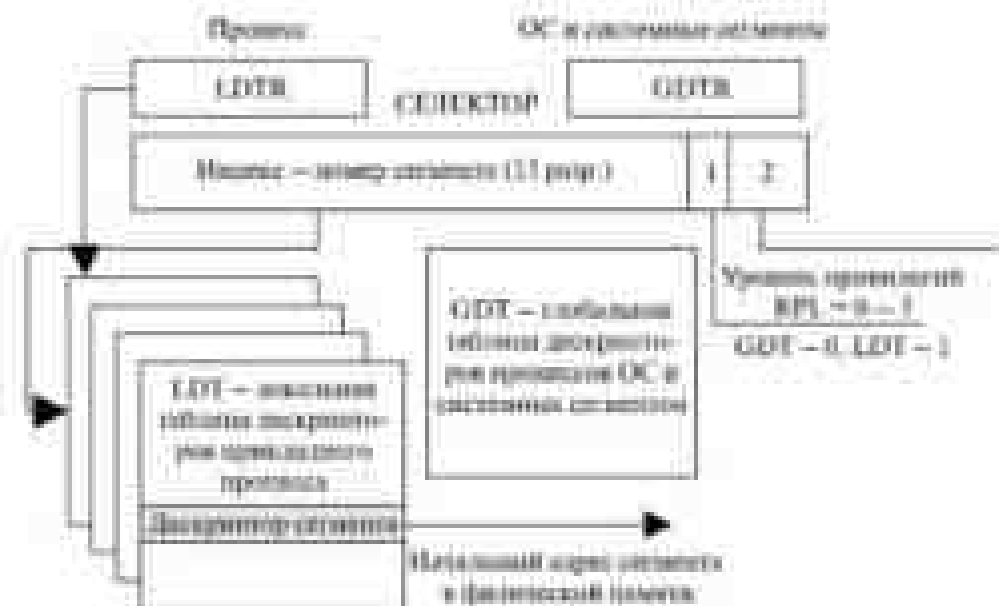 Процесс
ОС и системные сегменты
LDTR
СЕЛЕКТОР
GDTR
Индекс – номер сегмента (13 разр.)
1
2
Уровень привилегий
RPL = 0 – 3
GDT – 0, LDT – 1
GDT – глобальная
таблица дескрипто-
ров процессов ОС и
системных сегментов
LDT – локальная
таблица дескрипто-
ров прикладного
процесса
Дескриптор сегмента
Начальный адрес сегмента
в физической памяти